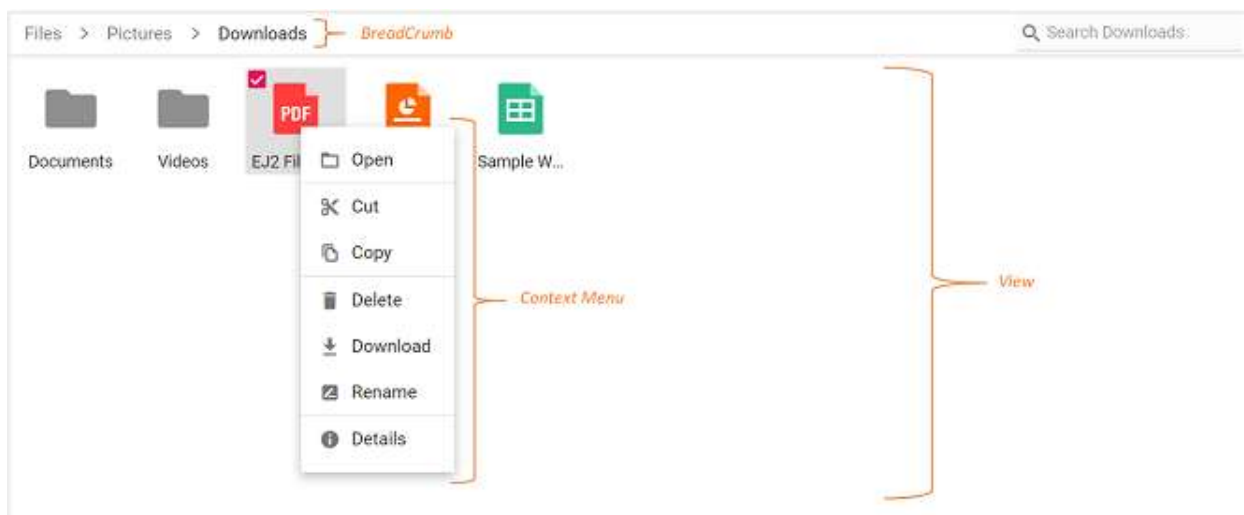 Files > Pictures > Downloads BreadCrumb Search Downloads
PDF
Documents Videos EJ2 Fil Sample W...
Open
Cut
Copy
Delete
Context Menu
View
Download
Rename
Details